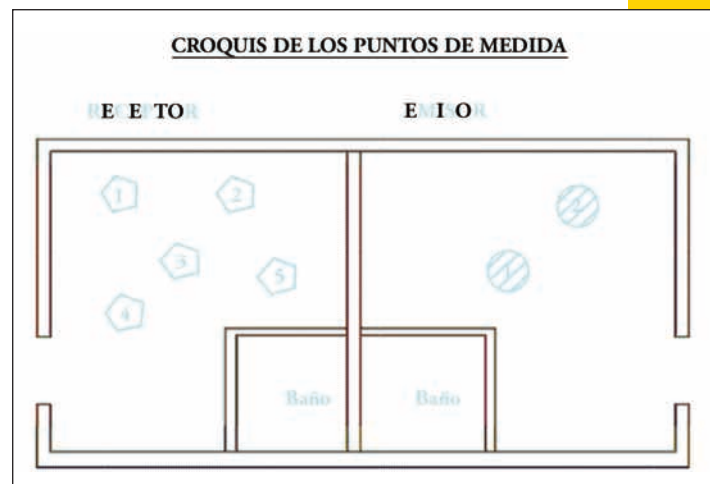 CROQUIS DE LOS PUNTOS DE MEDIDA
RECEPTOR EMISOR
1 2
3
5
4
Baño Baño